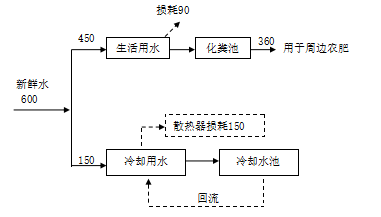 损耗90
450
生活用水
化粪池
360
用于周边农肥
新鲜水
600
散热器损耗150
150
冷却用水
冷却水池
回流